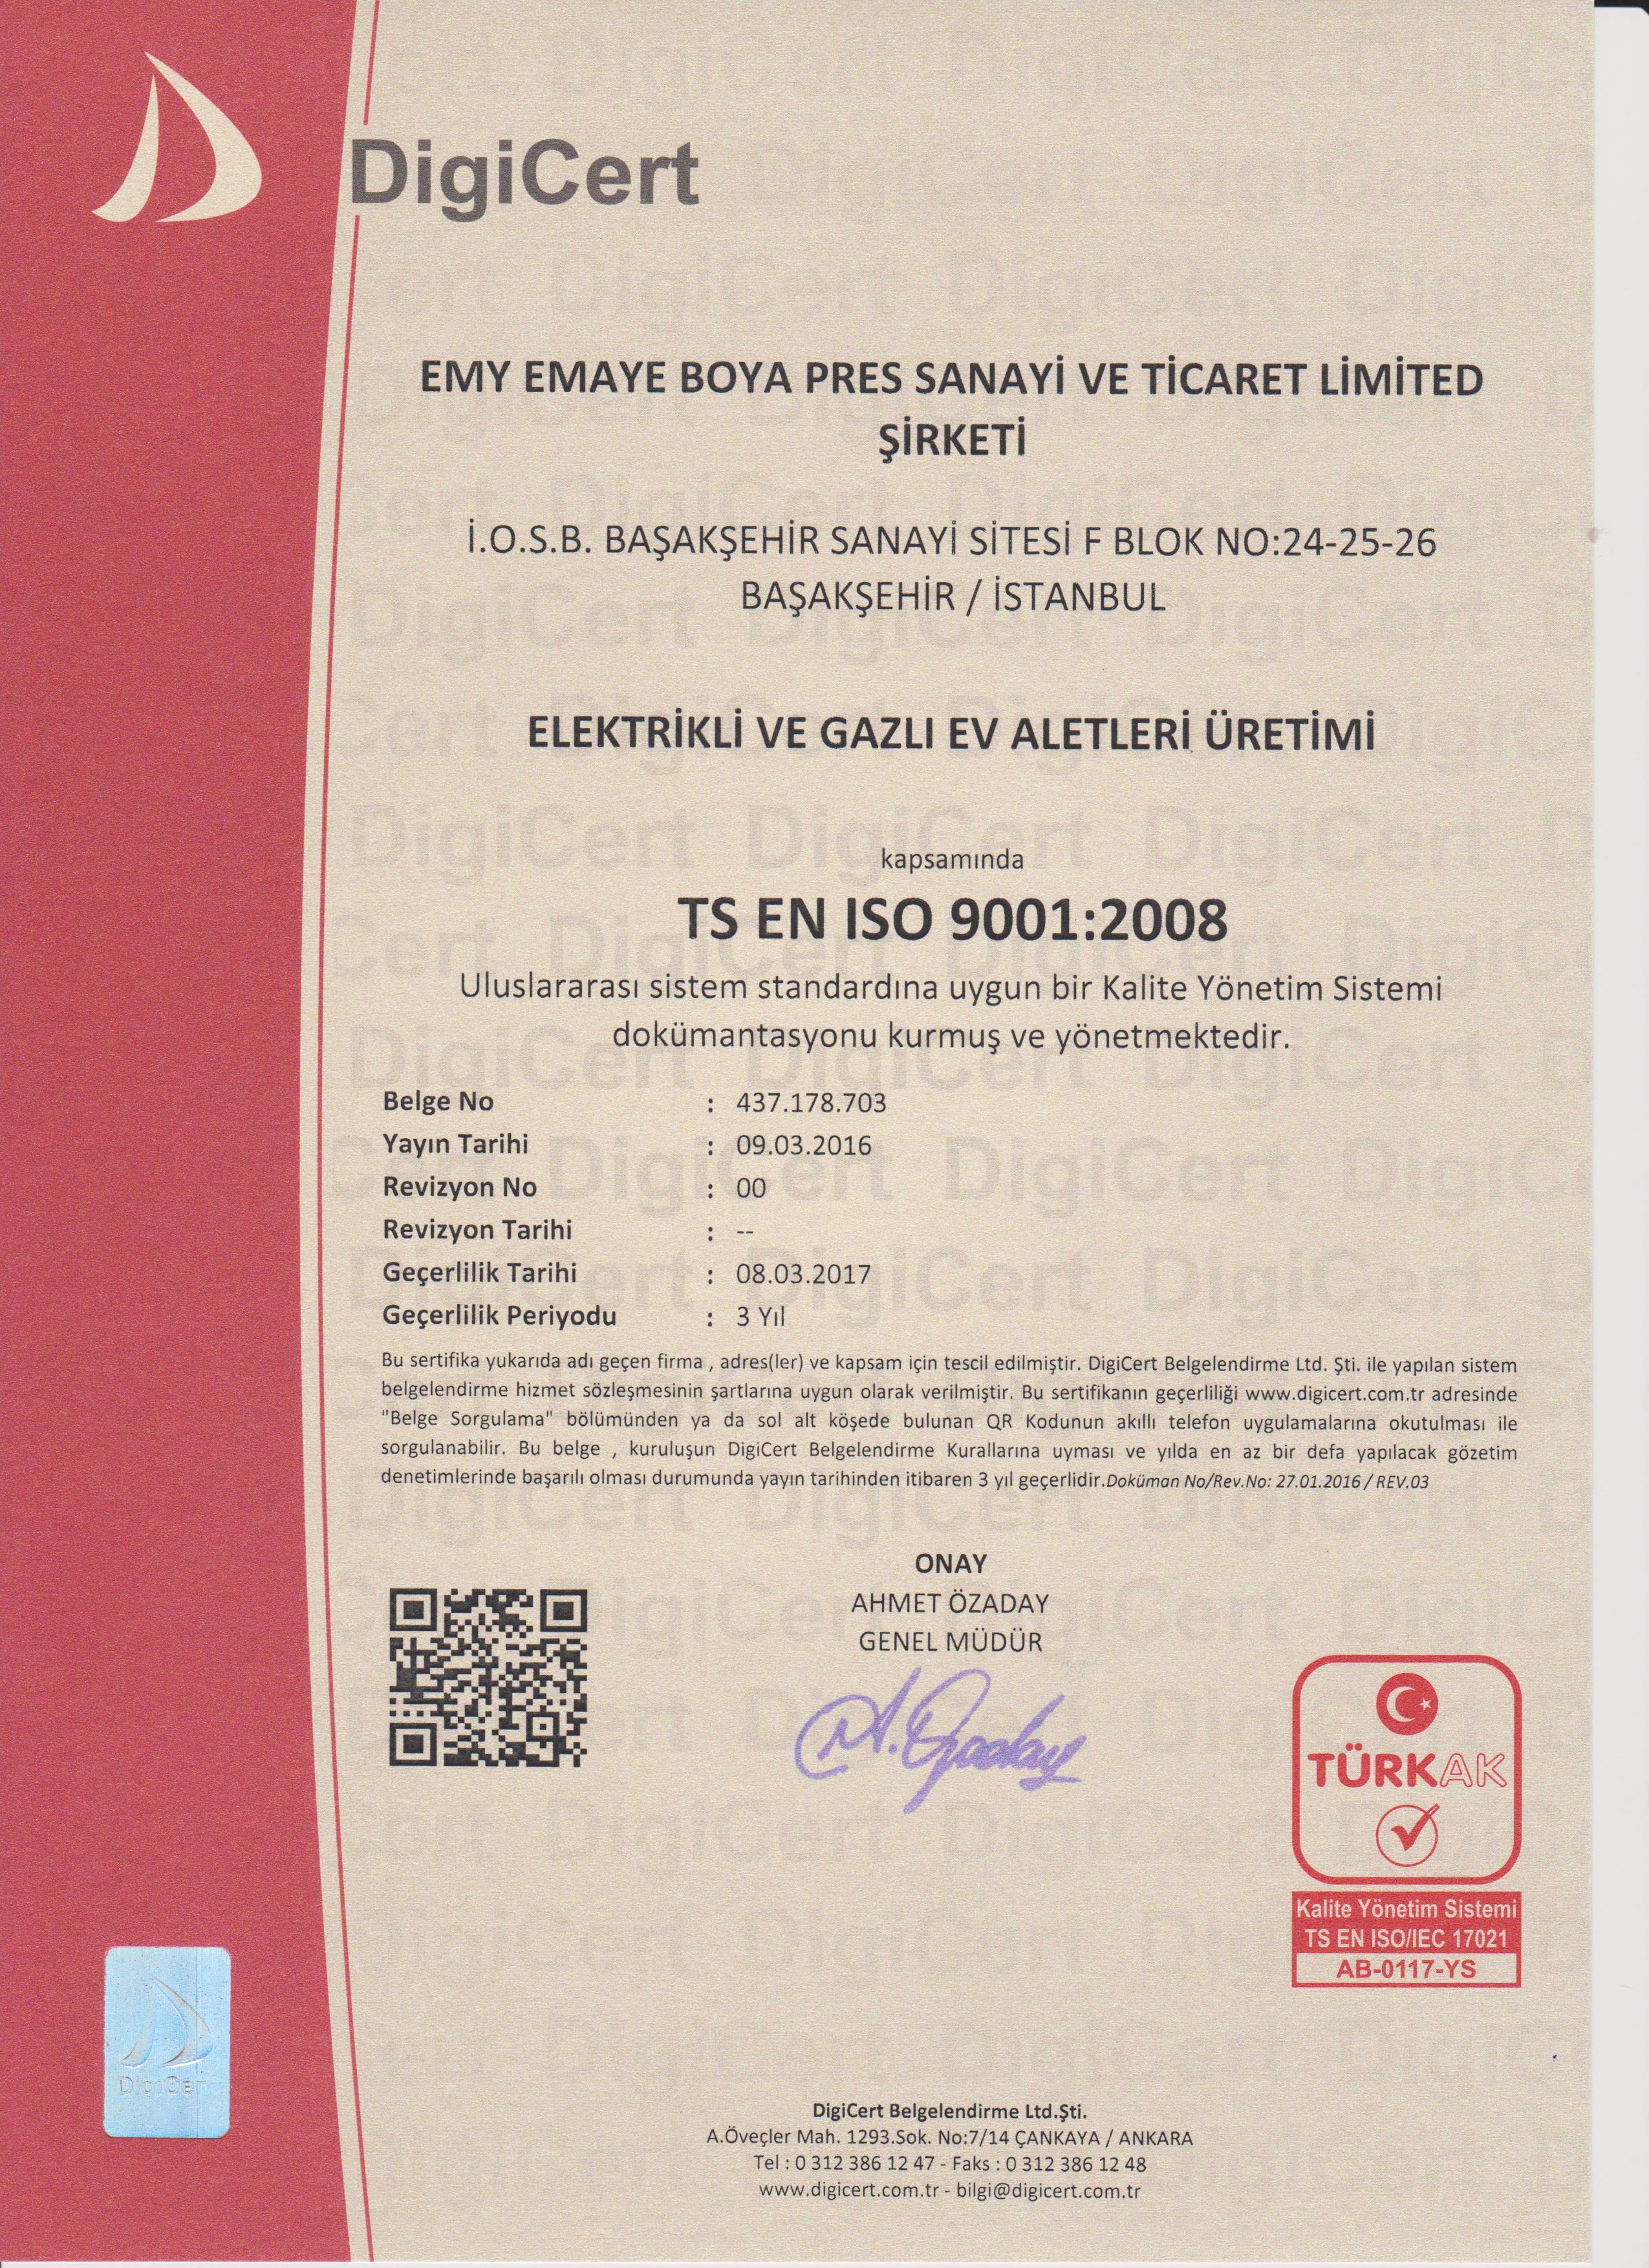 DigiCert
EMY EMAYE BOYA PRES SANAYİ VE TİCARET LİMİTED
ŞİRKETİ
İ.O.S.B. BAŞAKŞEHİR SANAYİ SİTESİ F BLOK NO:24-25-26
BAŞAKŞEHİR / İSTANBUL
ELEKTRİKLİ VE GAZLI EV ALETLERİ ÜRETİMİ
kapsamında
TS EN ISO 9001:2008
Uluslararası sistem standardına uygun bir Kalite Yönetim Sistemi
dokümantasyonu kurmuş ve yönetmektedir.
Belge No : 437.178.703
Yayın Tarihi : 09.03.2016
Revizyon No : 00
Revizyon Tarihi : --
Geçerlilik Tarihi : 08.03.2017
Geçerlilik Periyodu : 3 Yıl
Bu sertifika yukarıda adı geçen firma , adres(ler) ve kapsam için tescil edilmiştir. DigiCert Belgelendirme Ltd. Şti. ile yapılan sistem
belgelendirme hizmet sözleşmesinin şartlarına uygun olarak verilmiştir. Bu sertifikanın geçerliliği www.digicert.com.tr adresinde
"Belge Sorgulama" bölümünden ya da sol alt köşede bulunan QR Kodunun akıllı telefon uygulamalarına okutulması ile
sorgulanabilir. Bu belge , kuruluşun DigiCert Belgelendirme Kurallarına uyması ve yılda en az bir defa yapılacak gözetim
denetimlerinde başarılı olması durumunda yayın tarihinden itibaren 3 yıl geçerlidir.Doküman No/Rev.No: 27.01.2016 / REV.03
ONAY
AHMET ÖZADAY
GENEL MÜDÜR
A. Özaday
TÜRKAK
Kalite Yönetim Sistemi
TS EN ISO/IEC 17021
AB-0117-YS
DigiCert
DigiCert Belgelendirme Ltd.Şti.
A.Öveçler Mah. 1293.Sok. No:7/14 ÇANKAYA / ANKARA
Tel : 0 312 386 12 47 - Faks : 0 312 386 12 48
www.digicert.com.tr - bilgi@digicert.com.tr